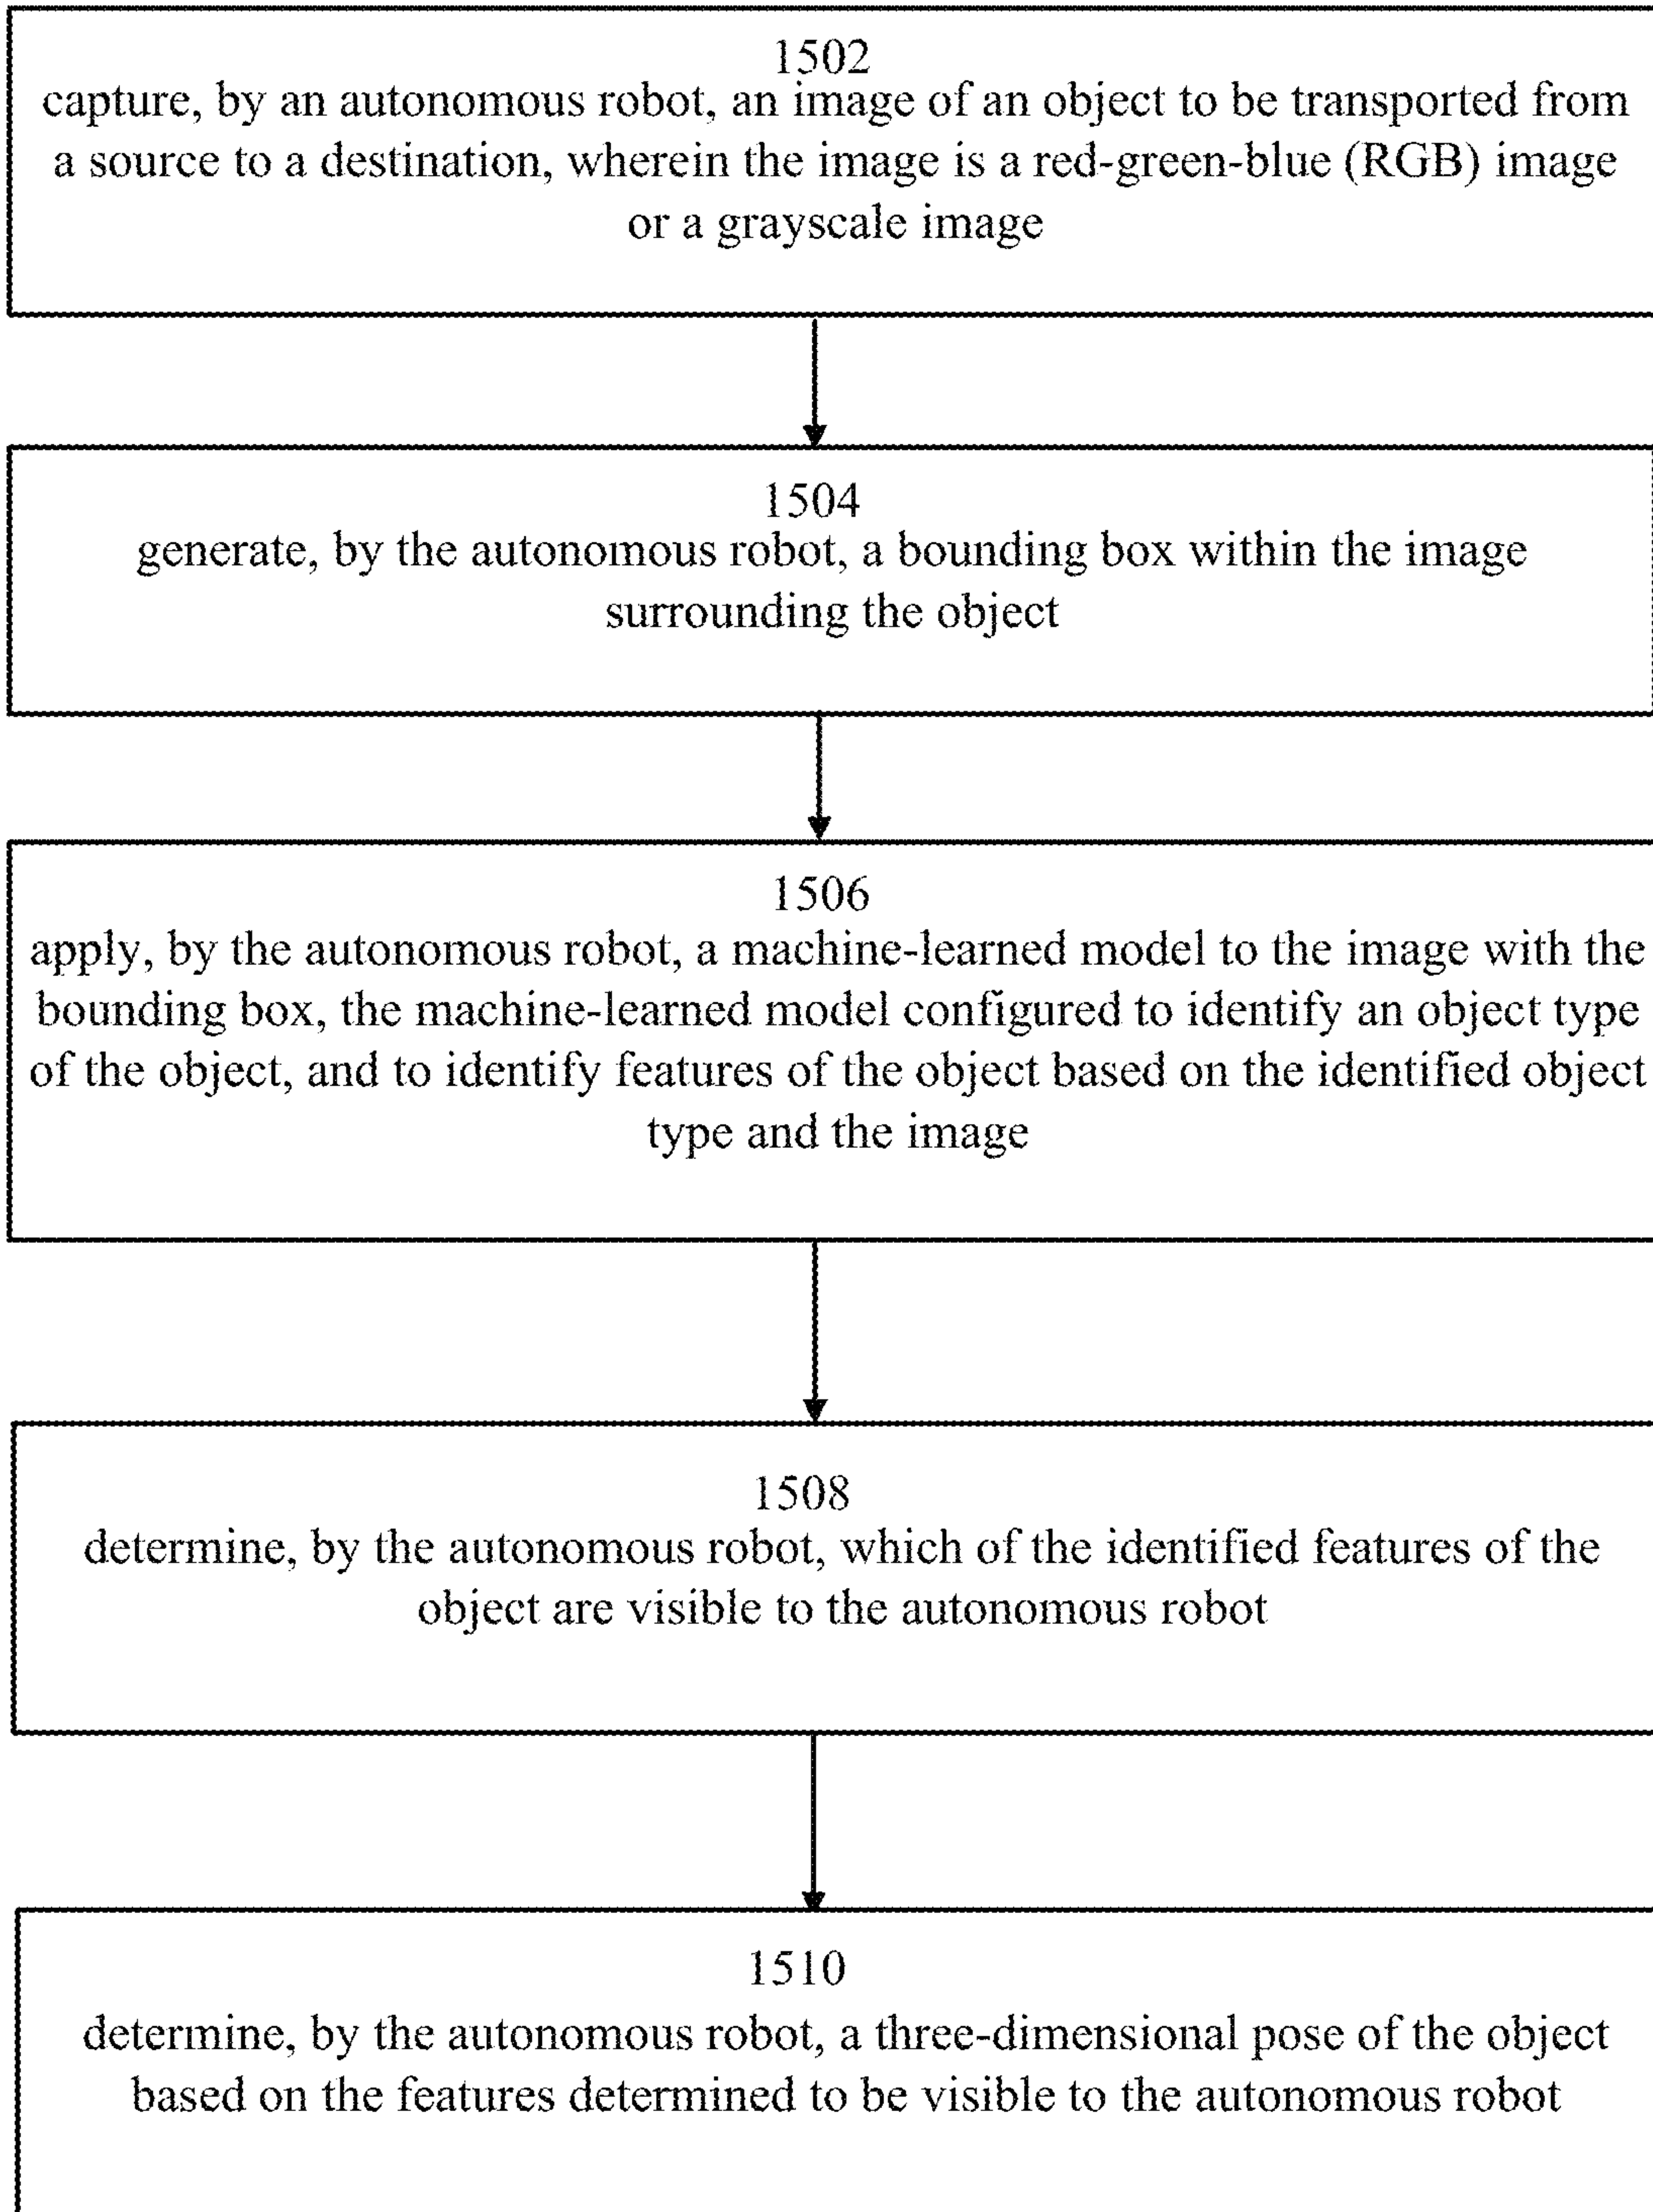 1502
capture, by an autonomous robot, an image of an object to be transported from
a source to a destination, wherein the image is a red-green-blue (RGB) image
or a grayscale image
1504
generate, by the autonomous robot, a bounding box within the image
surrounding the object
1506
apply, by the autonomous robot, a machine-learned model to the image with the
bounding box, the machine-learned model configured to identify an object type
of the object, and to identify features of the object based on the identified object
type and the image
1508
determine, by the autonomous robot, which of the identified features of the
object are visible to the autonomous robot
1510
determine, by the autonomous robot, a three-dimensional pose of the object
based on the features determined to be visible to the autonomous robot